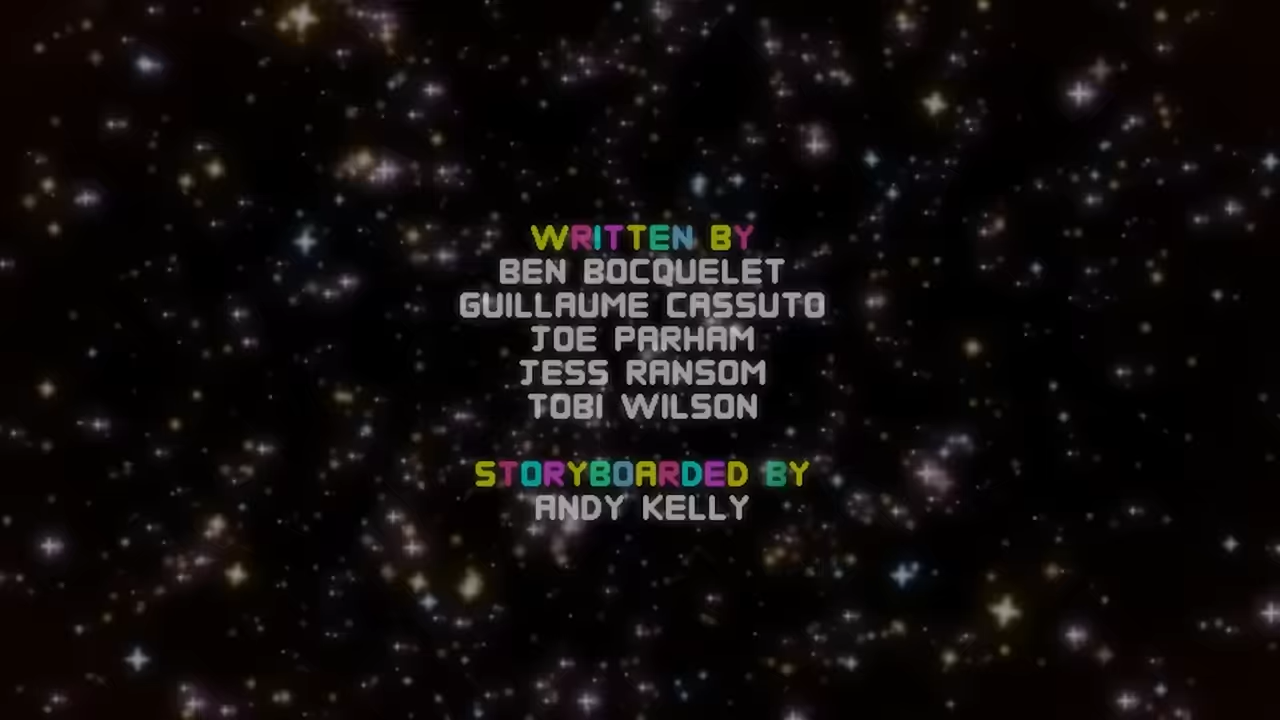 WRITTEN BY
BEN BOCQUELET
GUILLAUME CASSUTO
JOE PARHAM
JESS RANSOM
TOBI WILSON
STORYBOARDED BY
ANDY KELLY